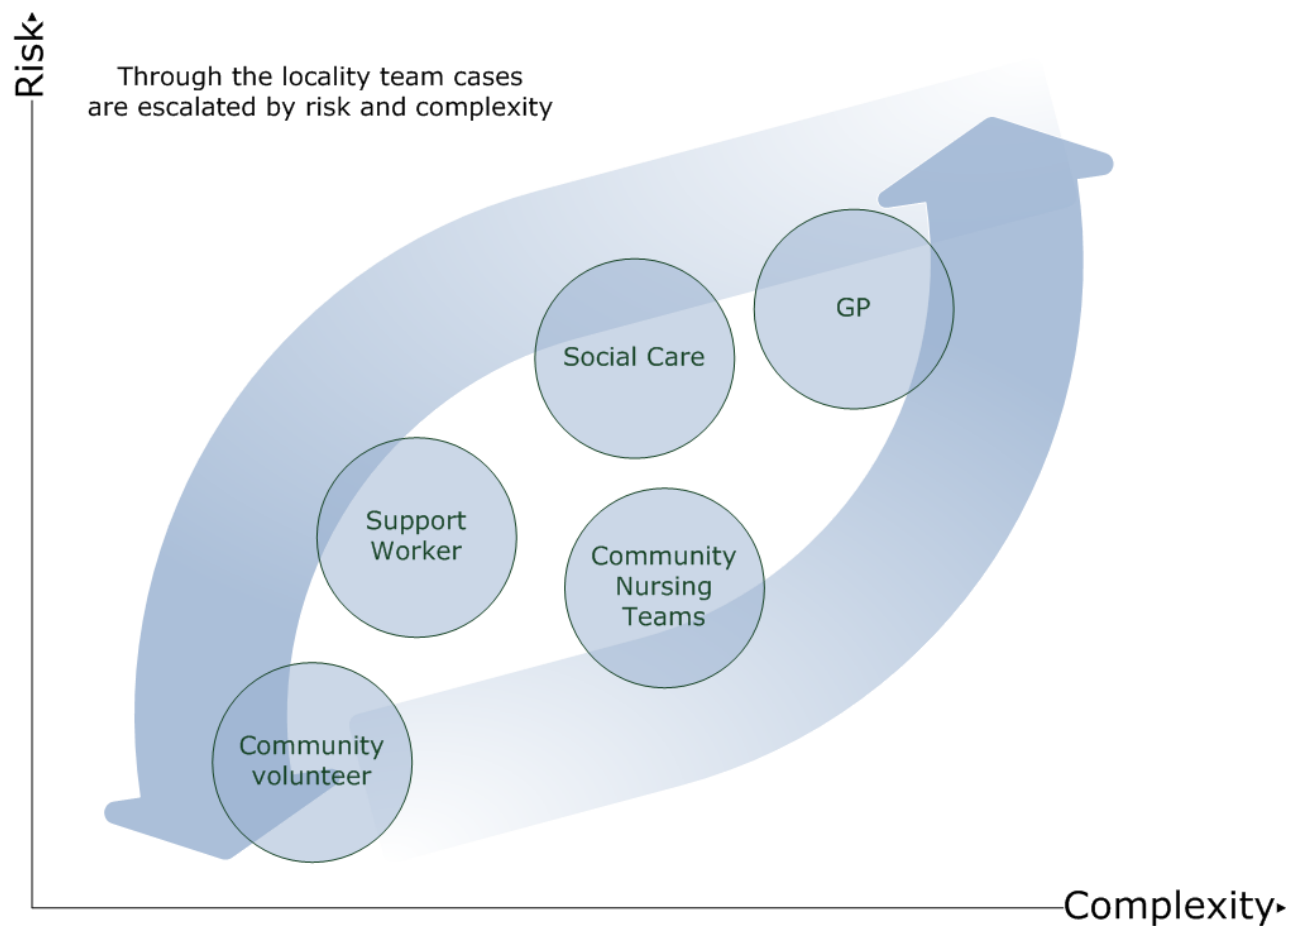 Risk
Through the locality team cases
are escalated by risk and complexity
GP
Social Care
Support
Worker
Community
Nursing
Teams
Community
volunteer
Complexity